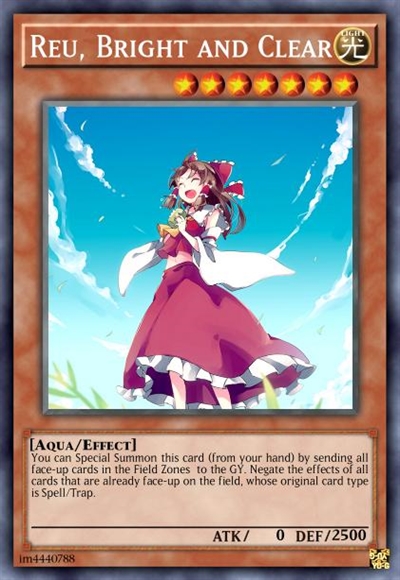 Reu, Bright and Clear
LIGHT
光
[Aqua/Effect]
You can Special Summon this card (from your hand) by sending all
face-up cards in the Field Zones to the GY. Negate the effects of all
cards that are already face-up on the field, whose original card type
is Spell/Trap.
ATK/ 0 DEF/2500
im4440788